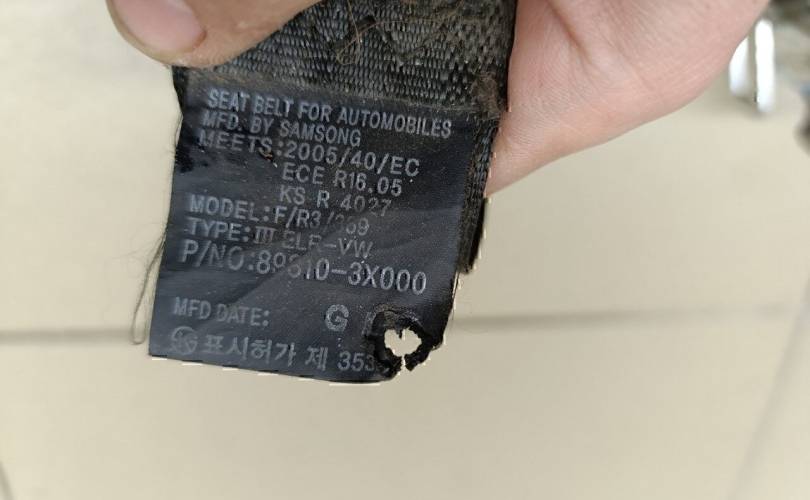 SEAT BELT FOR AUTOMOBILES
MFD. BY SAMSONG
MEETS:2005/40/EC
ECE R16.05
KS R 4027
MODEL:F/R3/
TYPE:Ⅲ ELR-VW
P/NO:89810-3X000
MFD DATE: G
표시허가 제 353